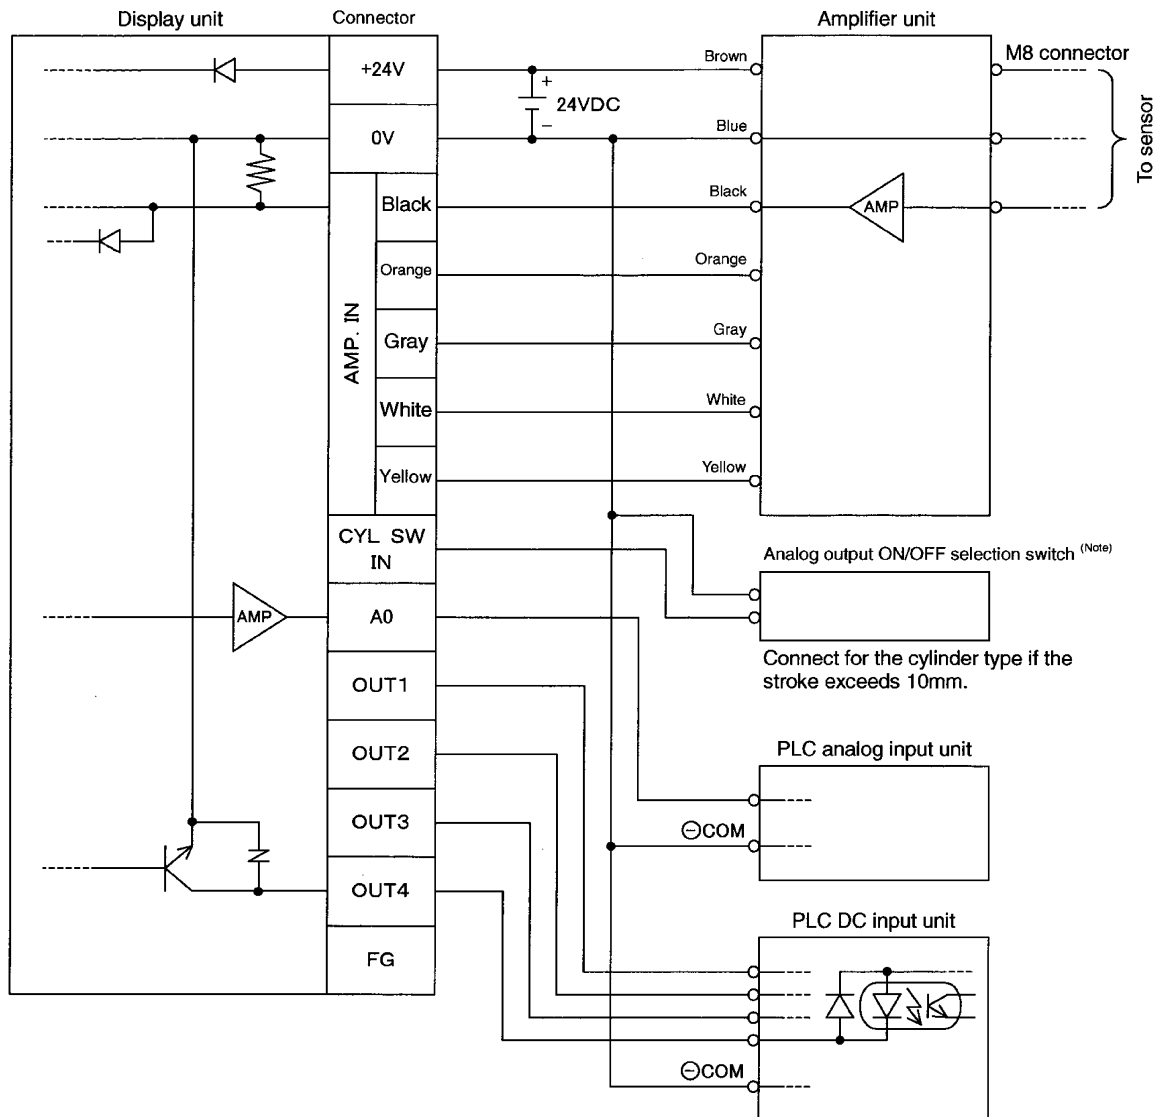 Display unit
Connector
Amplifier unit
+24V
Brown
M8 connector
+
24VDC
−
0V
Blue
To sensor
Black
Black
AMP
Orange
Orange
AMP. IN
Gray
Gray
White
White
Yellow
Yellow
CYL SW
IN
Analog output ON/OFF selection switch (Note)
AMP
A0
Connect for the cylinder type if the
stroke exceeds 10mm.
OUT1
OUT2
PLC analog input unit
OUT3
⊖COM
OUT4
PLC DC input unit
FG
⊖COM